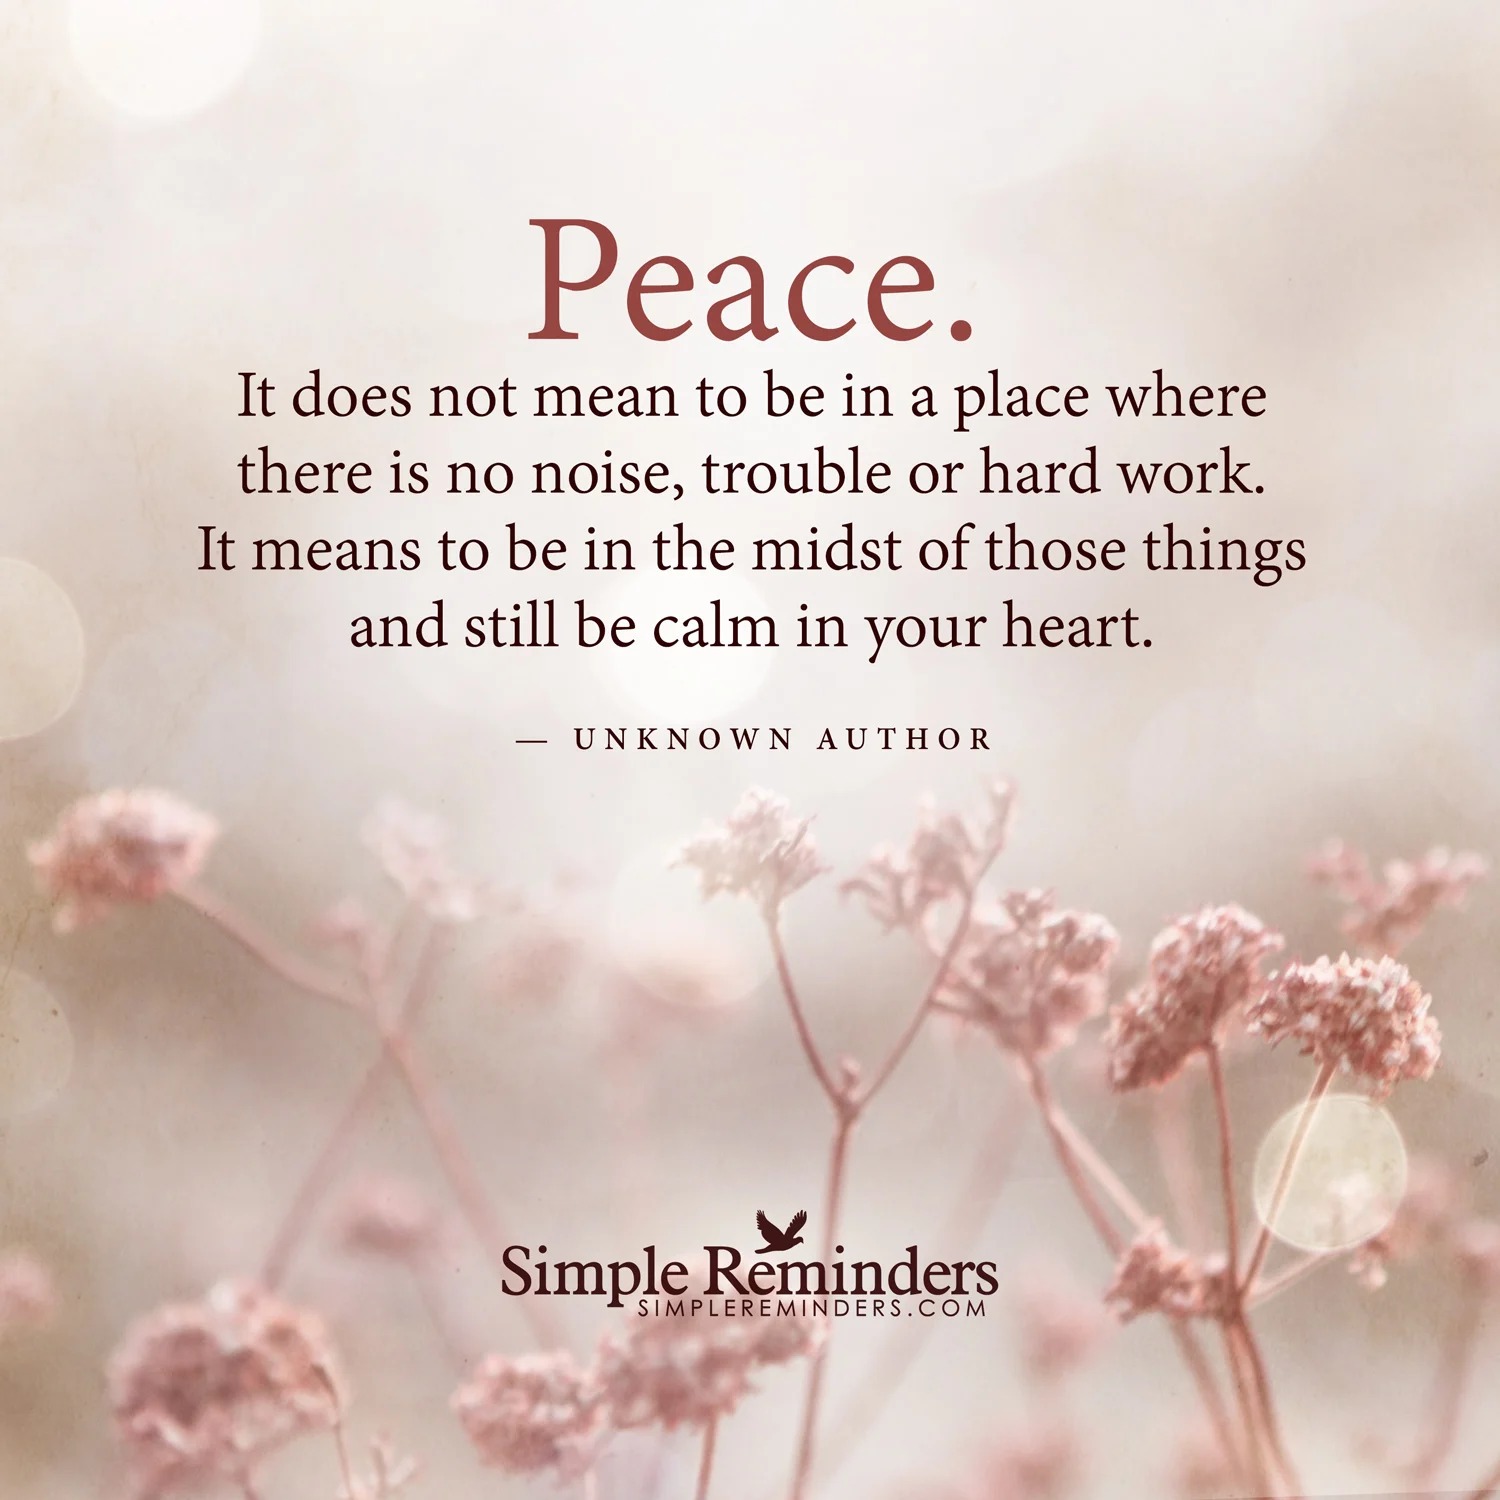 Peace.
It does not mean to be in a place where
there is no noise, trouble or hard work.
It means to be in the midst of those things
and still be calm in your heart.
— UNKNOWN AUTHOR
Simple Reminders
SIMPLEREMINDERS.COM